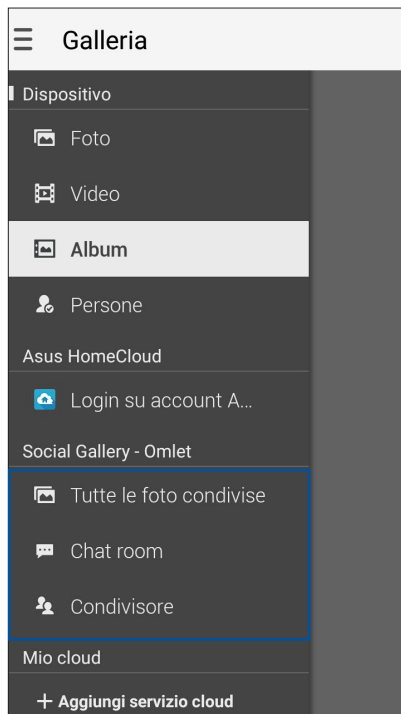 Galleria
Dispositivo
Foto
Video
Album
Persone
Asus HomeCloud
Login su account A...
Social Gallery - Omlet
Tutte le foto condivise
Chat room
Condivisore
Mio cloud
+ Aggiungi servizio cloud